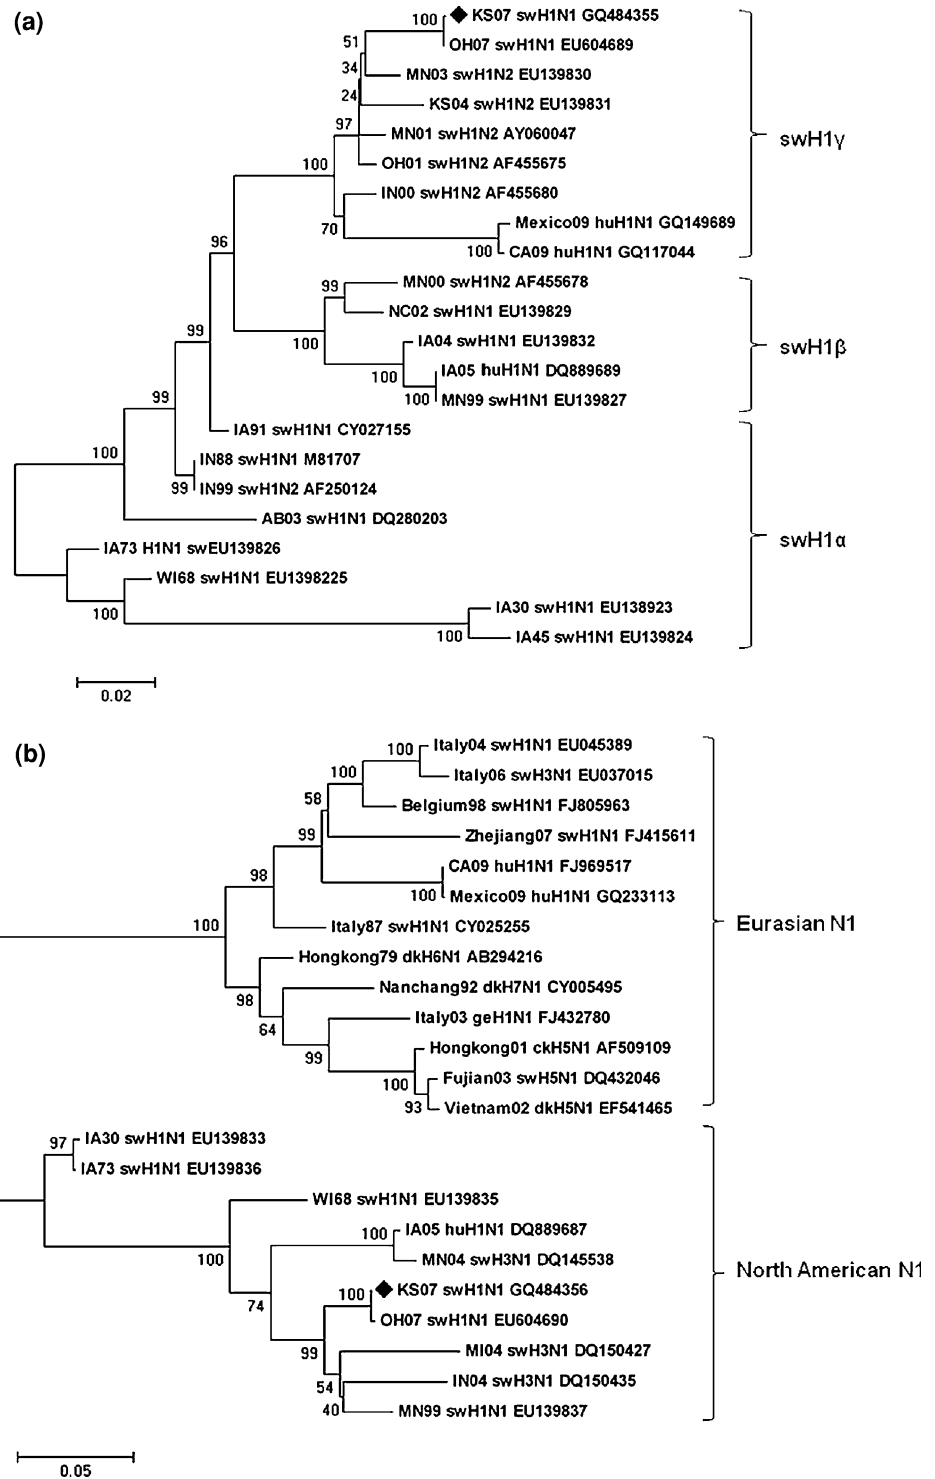 (a)
100
KS07 swH1N1 GQ484355
51
OH07 swH1N1 EU604689
34
MN03 swH1N2 EU139830
24
KS04 swH1N2 EU139831
97
MN01 swH1N2 AY060047
swH1γ
100
OH01 swH1N2 AF455675
IN00 swH1N2 AF455680
70
Mexico09 huH1N1 GQ149689
96
100
CA09 huH1N1 GQ117044
99
MN00 swH1N2 AF455678
NC02 swH1N1 EU139829
99
100
IA04 swH1N1 EU139832
swH1β
100
IA05 huH1N1 DQ889689
100
MN99 swH1N1 EU139827
99
IA91 swH1N1 CY027155
100
IN88 swH1N1 M81707
99
IN99 swH1N2 AF250124
AB03 swH1N1 DQ280203
swH1α
IA73 H1N1 swEU139826
WI68 swH1N1 EU1398225
100
IA30 swH1N1 EU138923
100
IA45 swH1N1 EU139824
0.02
(b)
100
Italy04 swH1N1 EU045389
100
Italy06 swH3N1 EU037015
58
Belgium98 swH1N1 FJ805963
99
Zhejiang07 swH1N1 FJ415611
98
CA09 huH1N1 FJ969517
100
Mexico09 huH1N1 GQ233113
100
Italy87 swH1N1 CY025255
Eurasian N1
Hongkong79 dkH6N1 AB294216
98
Nanchang92 dkH7N1 CY005495
64
Italy03 geH1N1 FJ432780
99
Hongkong01 ckH5N1 AF509109
100
Fujian03 swH5N1 DQ432046
93
Vietnam02 dkH5N1 EF541465
97
IA30 swH1N1 EU139833
IA73 swH1N1 EU139836
WI68 swH1N1 EU139835
100
100
IA05 huH1N1 DQ889687
MN04 swH3N1 DQ145538
North American N1
74
100
KS07 swH1N1 GQ484356
OH07 swH1N1 EU604690
99
MI04 swH3N1 DQ150427
54
IN04 swH3N1 DQ150435
40
MN99 swH1N1 EU139837
0.05